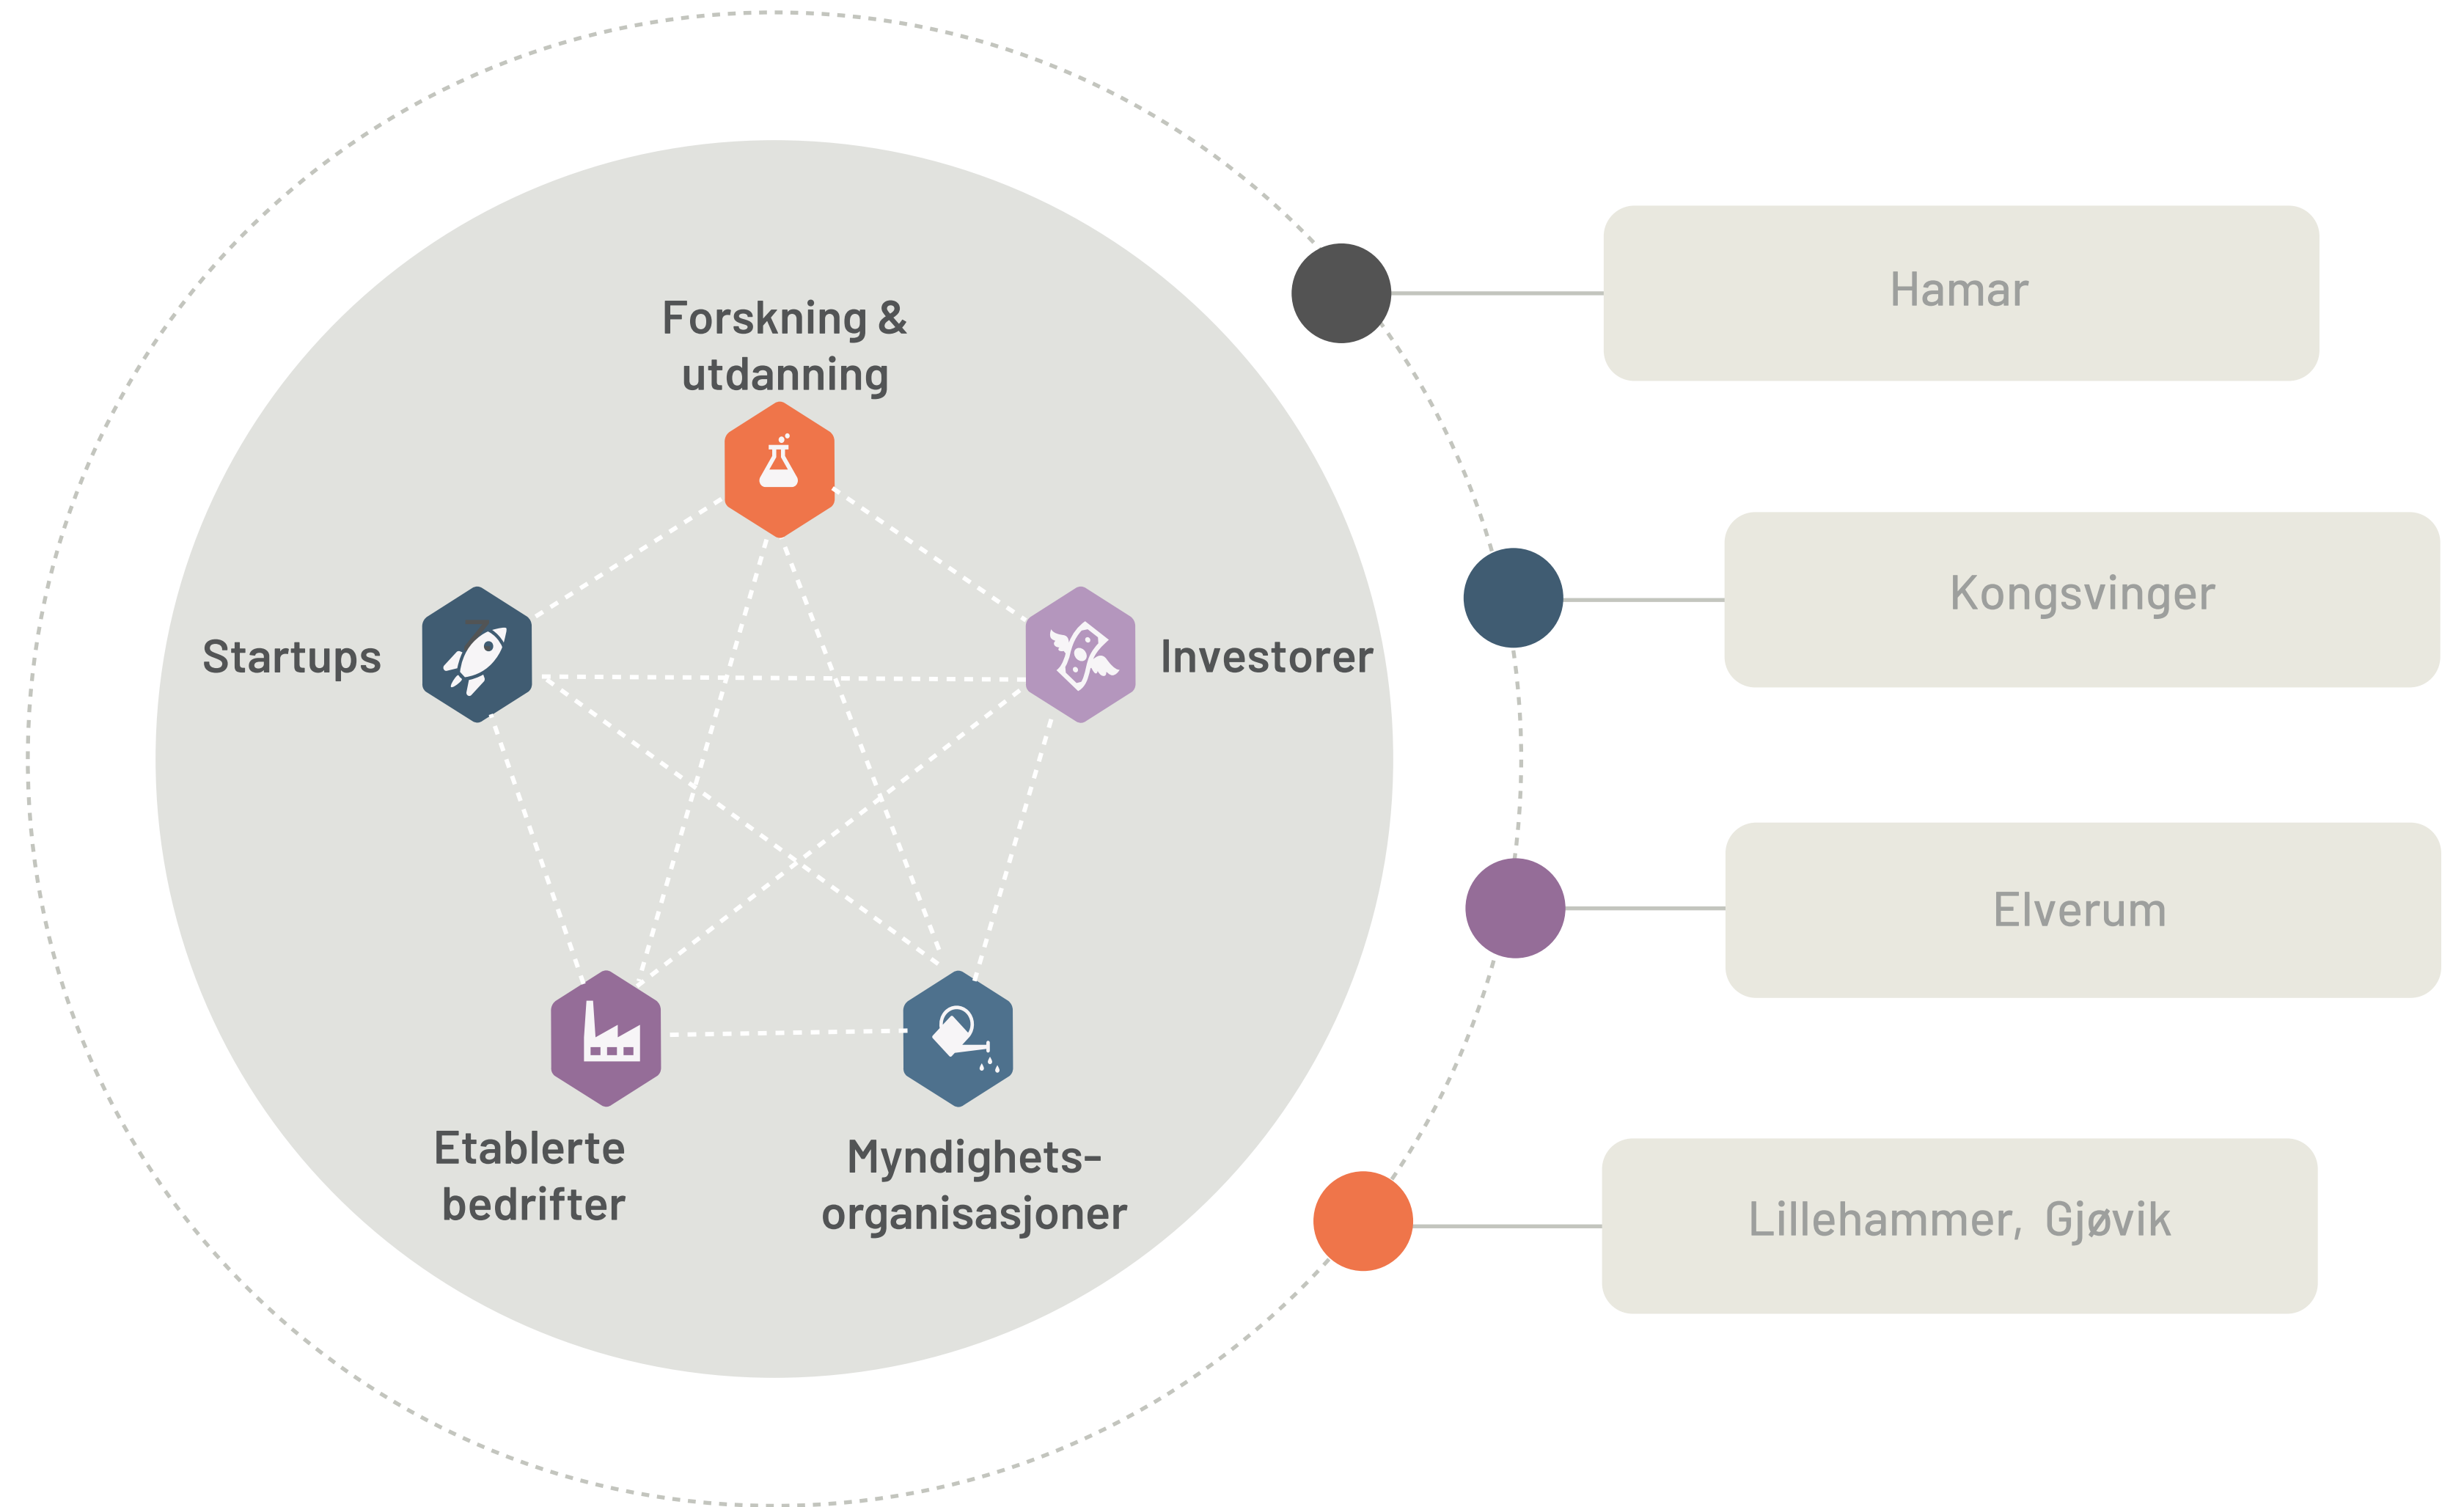 Forskning &
utdanning
Startups
Investorer
Etablerte
bedrifter
Myndighets-
organisasjoner
Hamar
Kongsvinger
Elverum
Lillehammer, Gjøvik